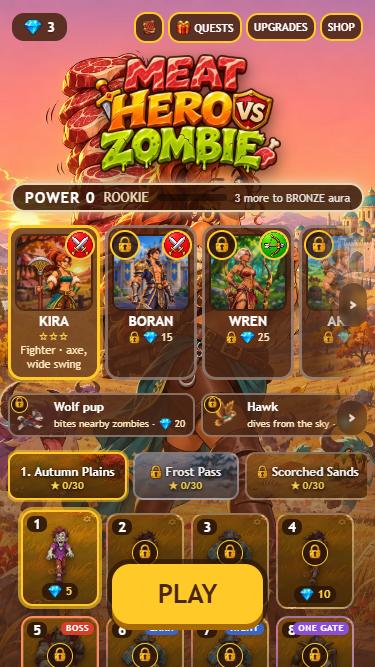 3
QUESTS
UPGRADES
SHOP
MEAT
HERO VS
ZOMBIE
POWER 0 ROOKIE
3 more to BRONZE aura
KIRA
Fighter · axe,
wide swing
BORAN
15
WREN
25
Wolf pup
bites nearby zombies · 20
Hawk
dives from the sky ·
1. Autumn Plains
★ 0/30
Frost Pass
★ 0/30
Scorched Sands
★ 0/30
1
5
2
3
4
10
PLAY
5
BOSS
6
7
8
ONE GATE